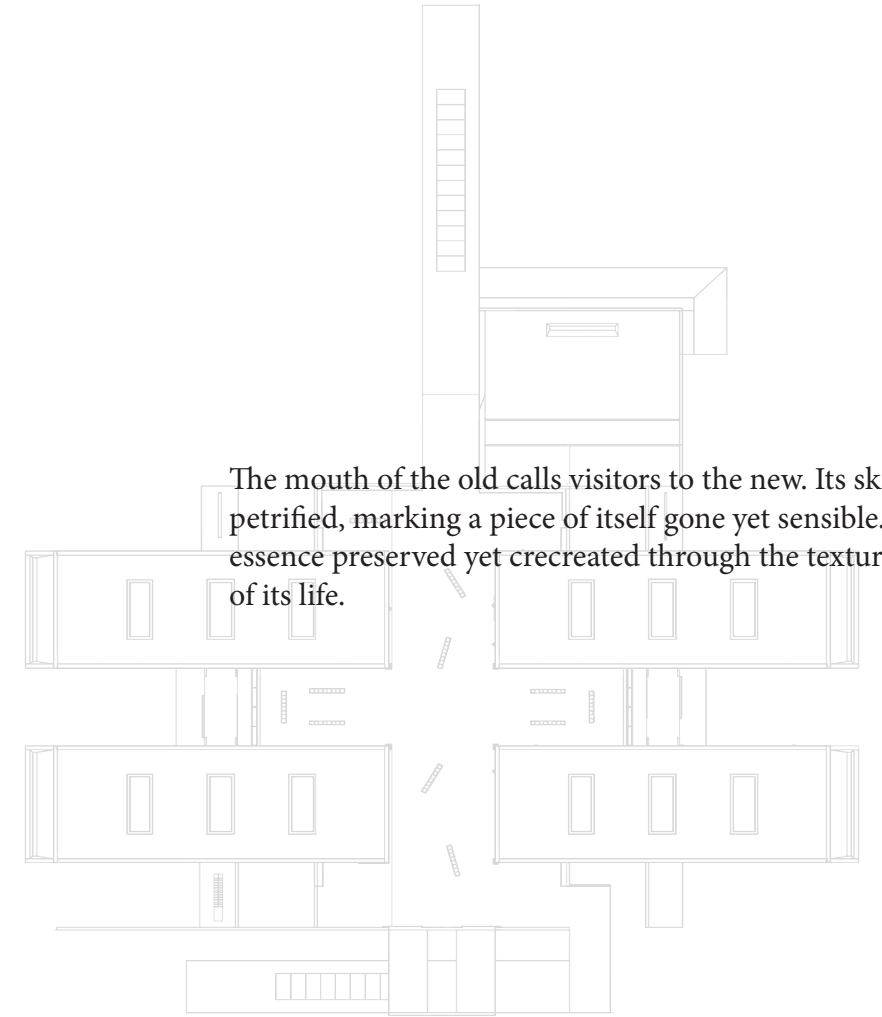 The mouth of the old calls visitors to the new. Its
petrified, marking a piece of itself gone yet sensible.
essence preserved yet crecreated through the
of its life.